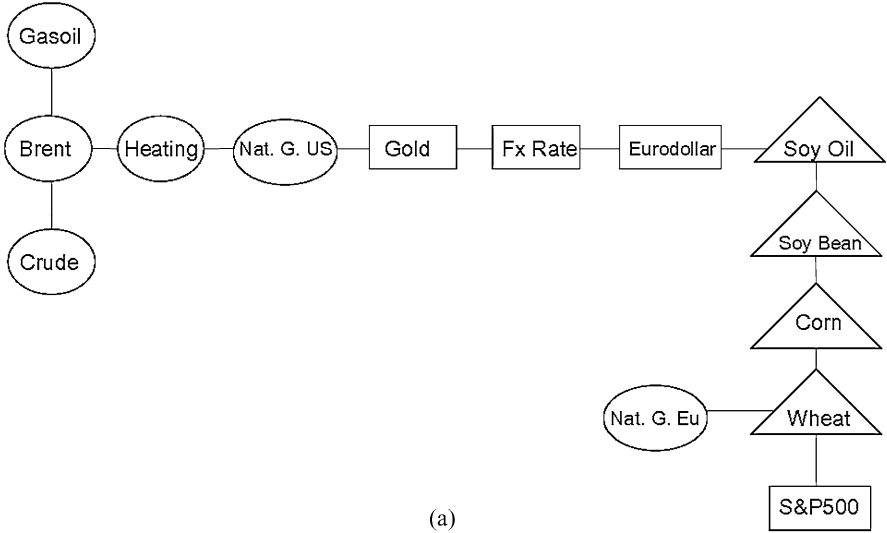 Gasoil
Brent
Heating
Nat. G. US
Gold
Fx Rate
Eurodollar
Soy Oil
Crude
Soy Bean
Corn
Nat. G. Eu
Wheat
S&P500
(a)